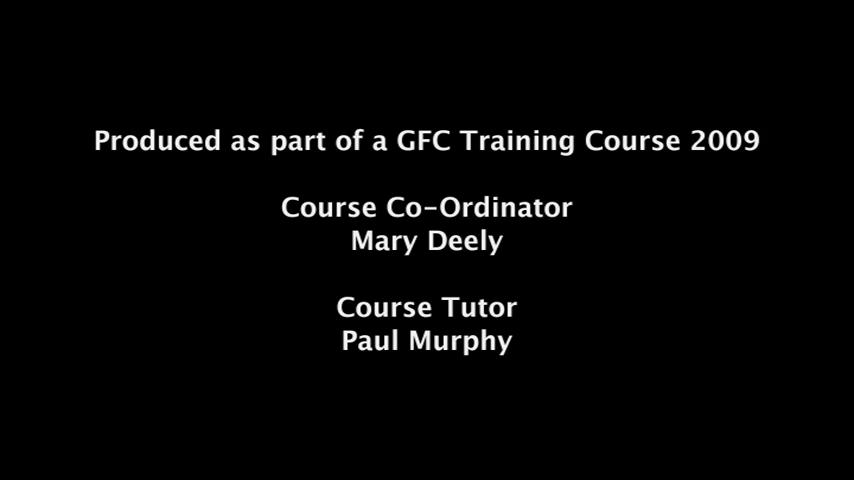 Produced as part of a GFC Training Course 2009
Course Co-Ordinator
Mary Deely
Course Tutor
Paul Murphy